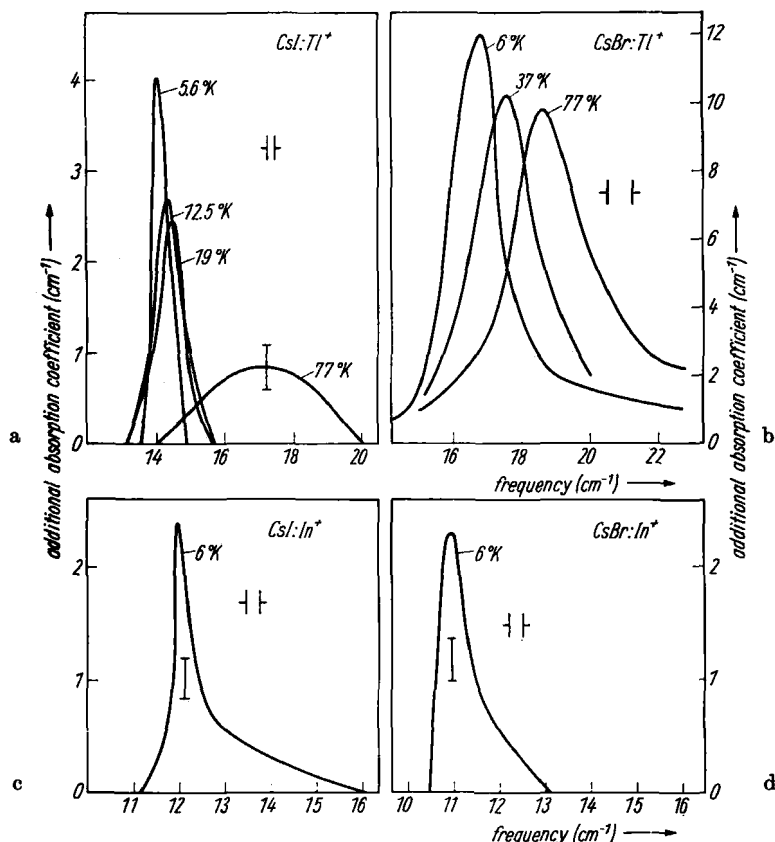 CsI:Tl⁺
5.6 °K
12.5 °K
19 °K
77 °K
4
3
2
1
0
14
16
18
20
a
additional absorption coefficient (cm⁻¹)
CsBr:Tl⁺
6 °K
37 °K
77 °K
12
10
8
6
4
2
0
16
18
20
22
frequency (cm⁻¹)
b
additional absorption coefficient (cm⁻¹)
CsI:In⁺
6 °K
2
1
0
11
12
13
14
15
16
c
CsBr:In⁺
6 °K
2
1
0
10
11
12
13
14
15
16
frequency (cm⁻¹)
d